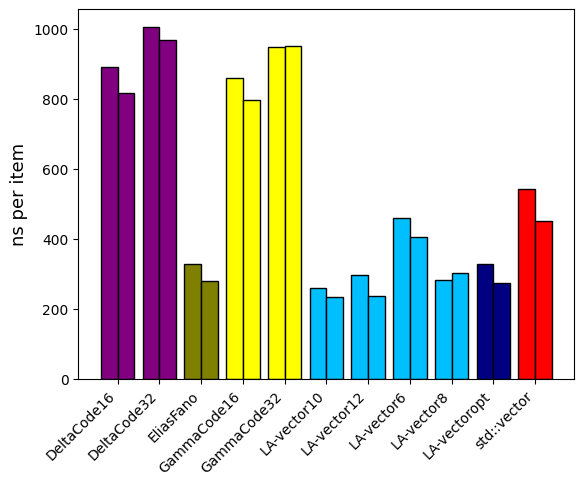 ns per item
1000
800
600
400
200
0
DeltaCode16
DeltaCode32
EliasFano
GammaCode16
GammaCode32
LA-vector10
LA-vector12
LA-vector6
LA-vector8
LA-vectoropt
std::vector